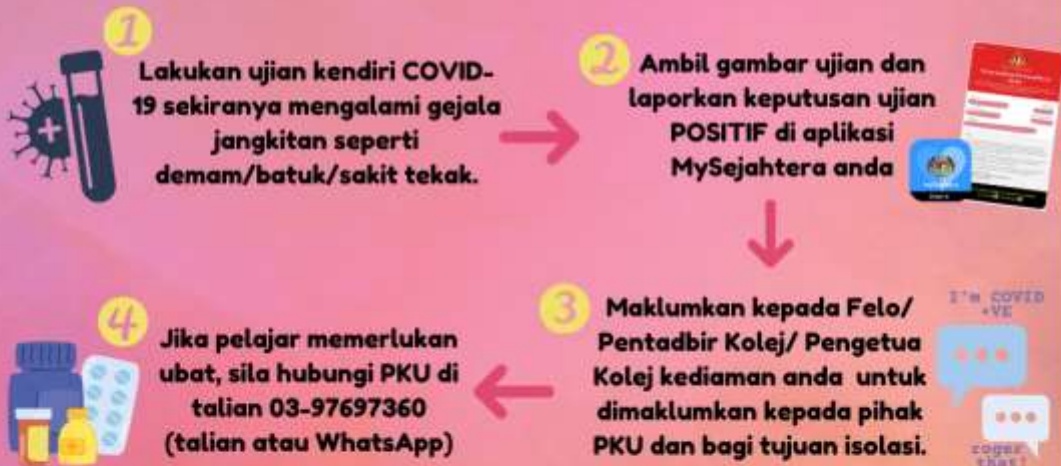 1
Lakukan ujian kendiri COVID-
19 sekiranya mengalami gejala
jangkitan seperti
demam/batuk/sakit tekak.
2
Ambil gambar ujian dan
laporkan keputusan ujian
POSITIF di aplikasi
MySejahtera anda
3
Maklumkan kepada Felo/
Pentadbir Kolej/ Pengetua
Kolej kediaman anda untuk
dimaklumkan kepada pihak
PKU dan bagi tujuan isolasi.
I'm COVID
+VE
roger
that!
4
Jika pelajar memerlukan
ubat, sila hubungi PKU di
talian 03-97697360
(talian atau WhatsApp)